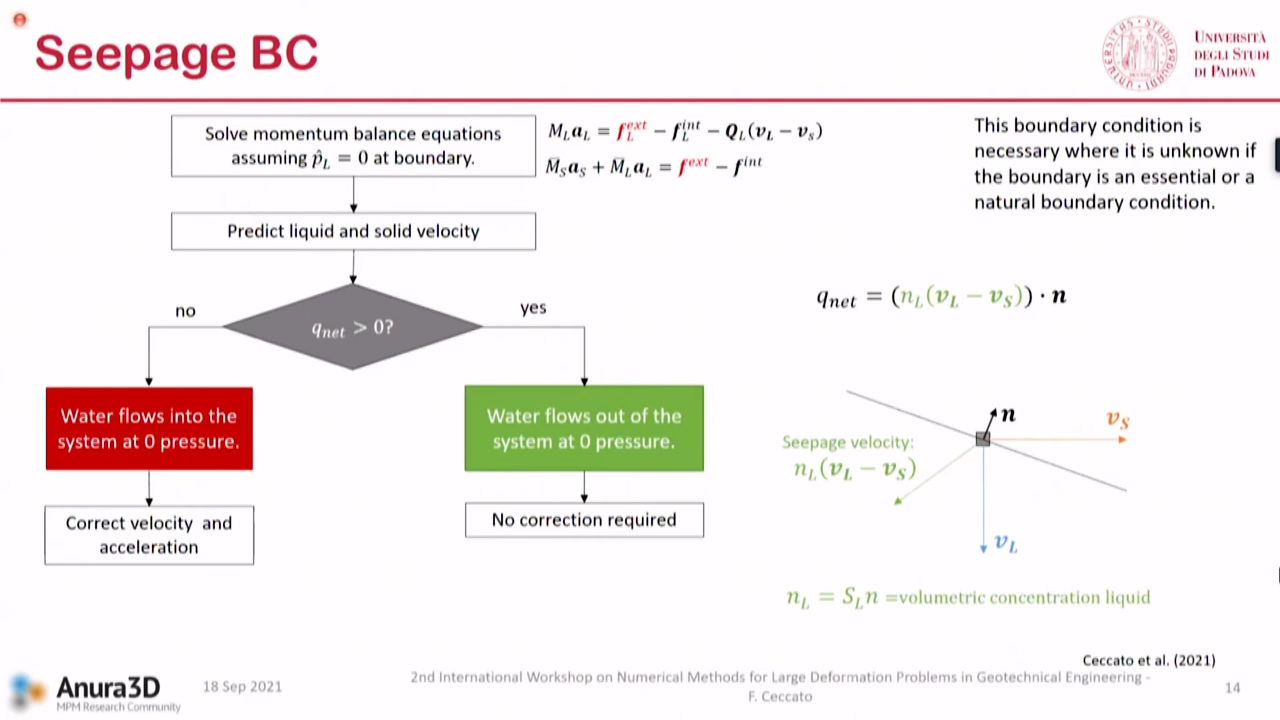 Seepage BC
UNIVERSITÀ
DEGLI STUDI
DI PADOVA
Solve momentum balance equations
assuming p̂_L = 0 at boundary.
M_L a_L = f_L^ext − f_L^int − Q_L(v_L − v_s)
M̄_S a_S + M̄_L a_L = f^ext − f^int
This boundary condition is
necessary where it is unknown if
the boundary is an essential or a
natural boundary condition.
Predict liquid and solid velocity
no
yes
q_net > 0?
q_net = (n_L(v_L − v_S)) · n
Water flows into the
system at 0 pressure.
Water flows out of the
system at 0 pressure.
Correct velocity and
acceleration
No correction required
n
v_S
Seepage velocity:
n_L(v_L − v_S)
v_L
n_L = S_L n =volumetric concentration liquid
Ceccato et al. (2021)
Anura3D
MPM Research Community
18 Sep 2021
2nd International Workshop on Numerical Methods for Large Deformation Problems in Geotechnical Engineering -
F. Ceccato
14